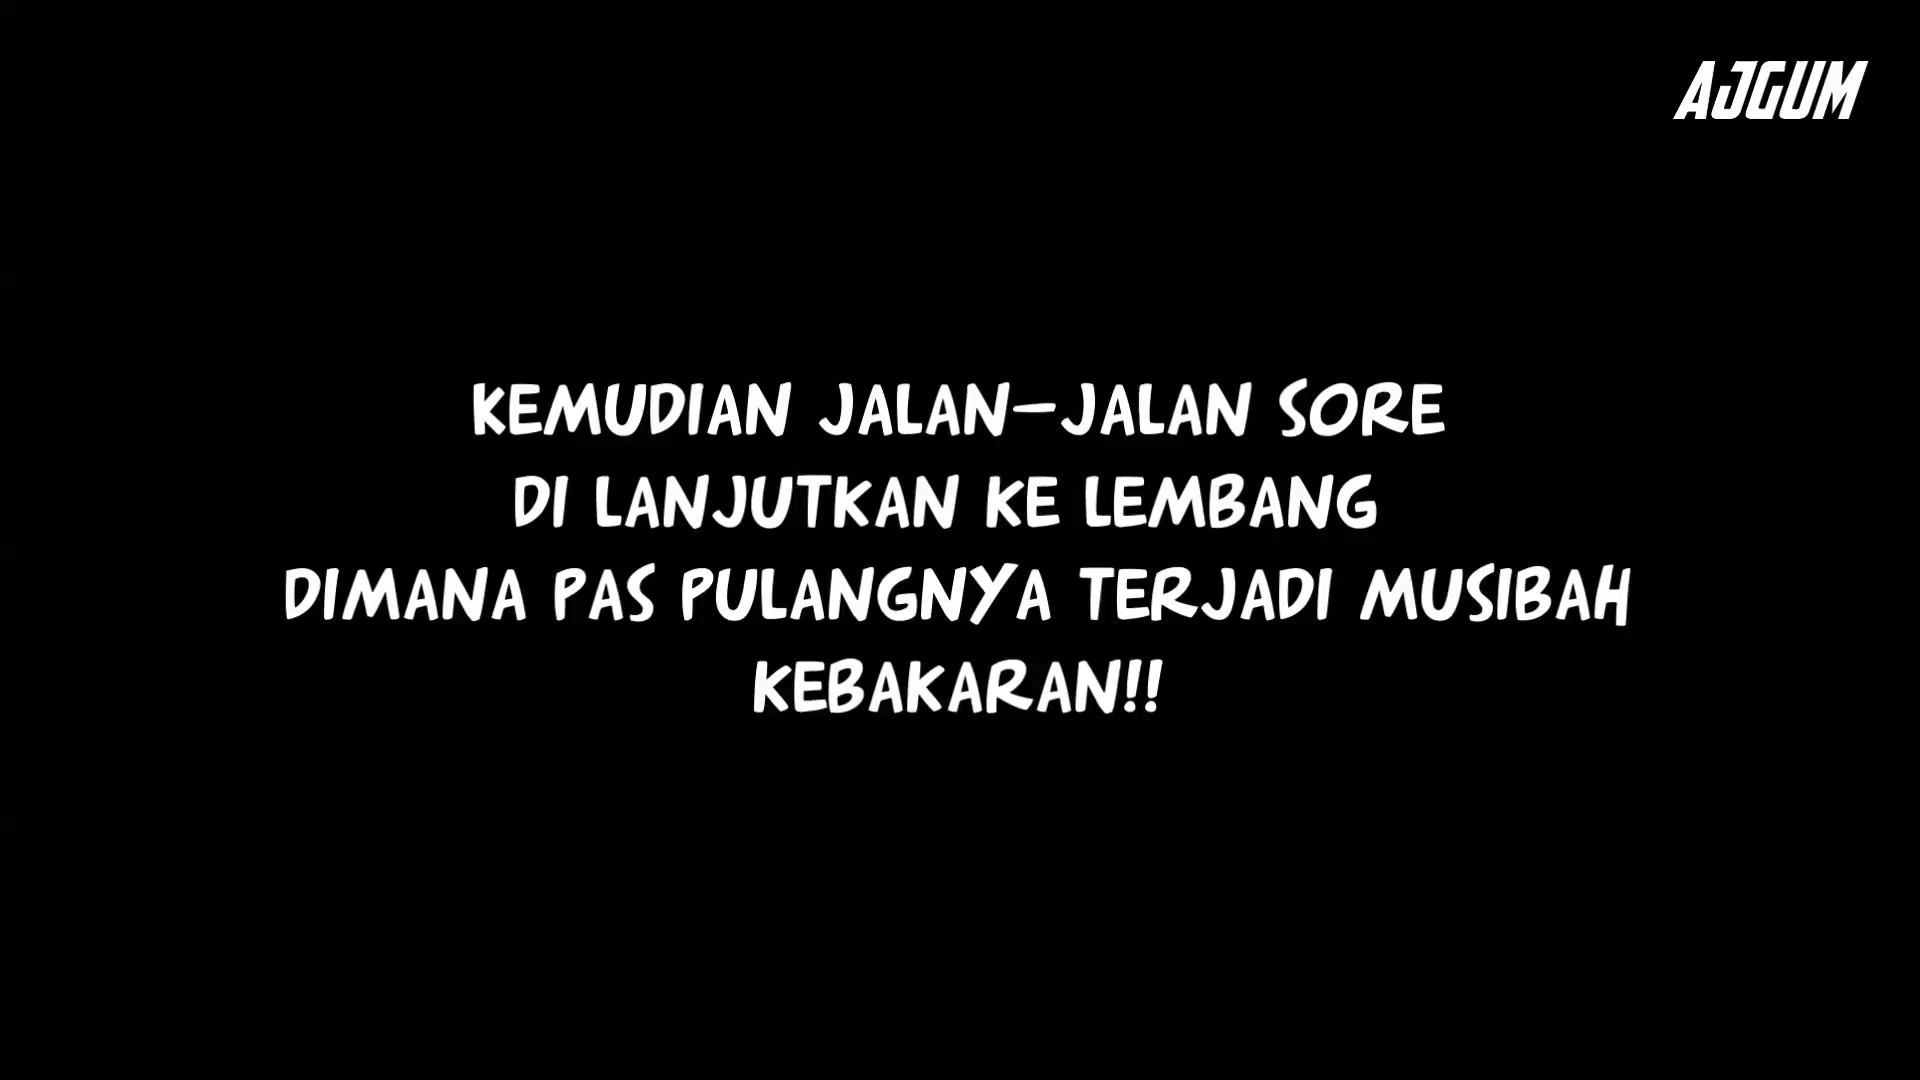 AJGUM
KEMUDIAN JALAN-JALAN SORE
DI LANJUTKAN KE LEMBANG
DIMANA PAS PULANGNYA TERJADI MUSIBAH
KEBAKARAN!!